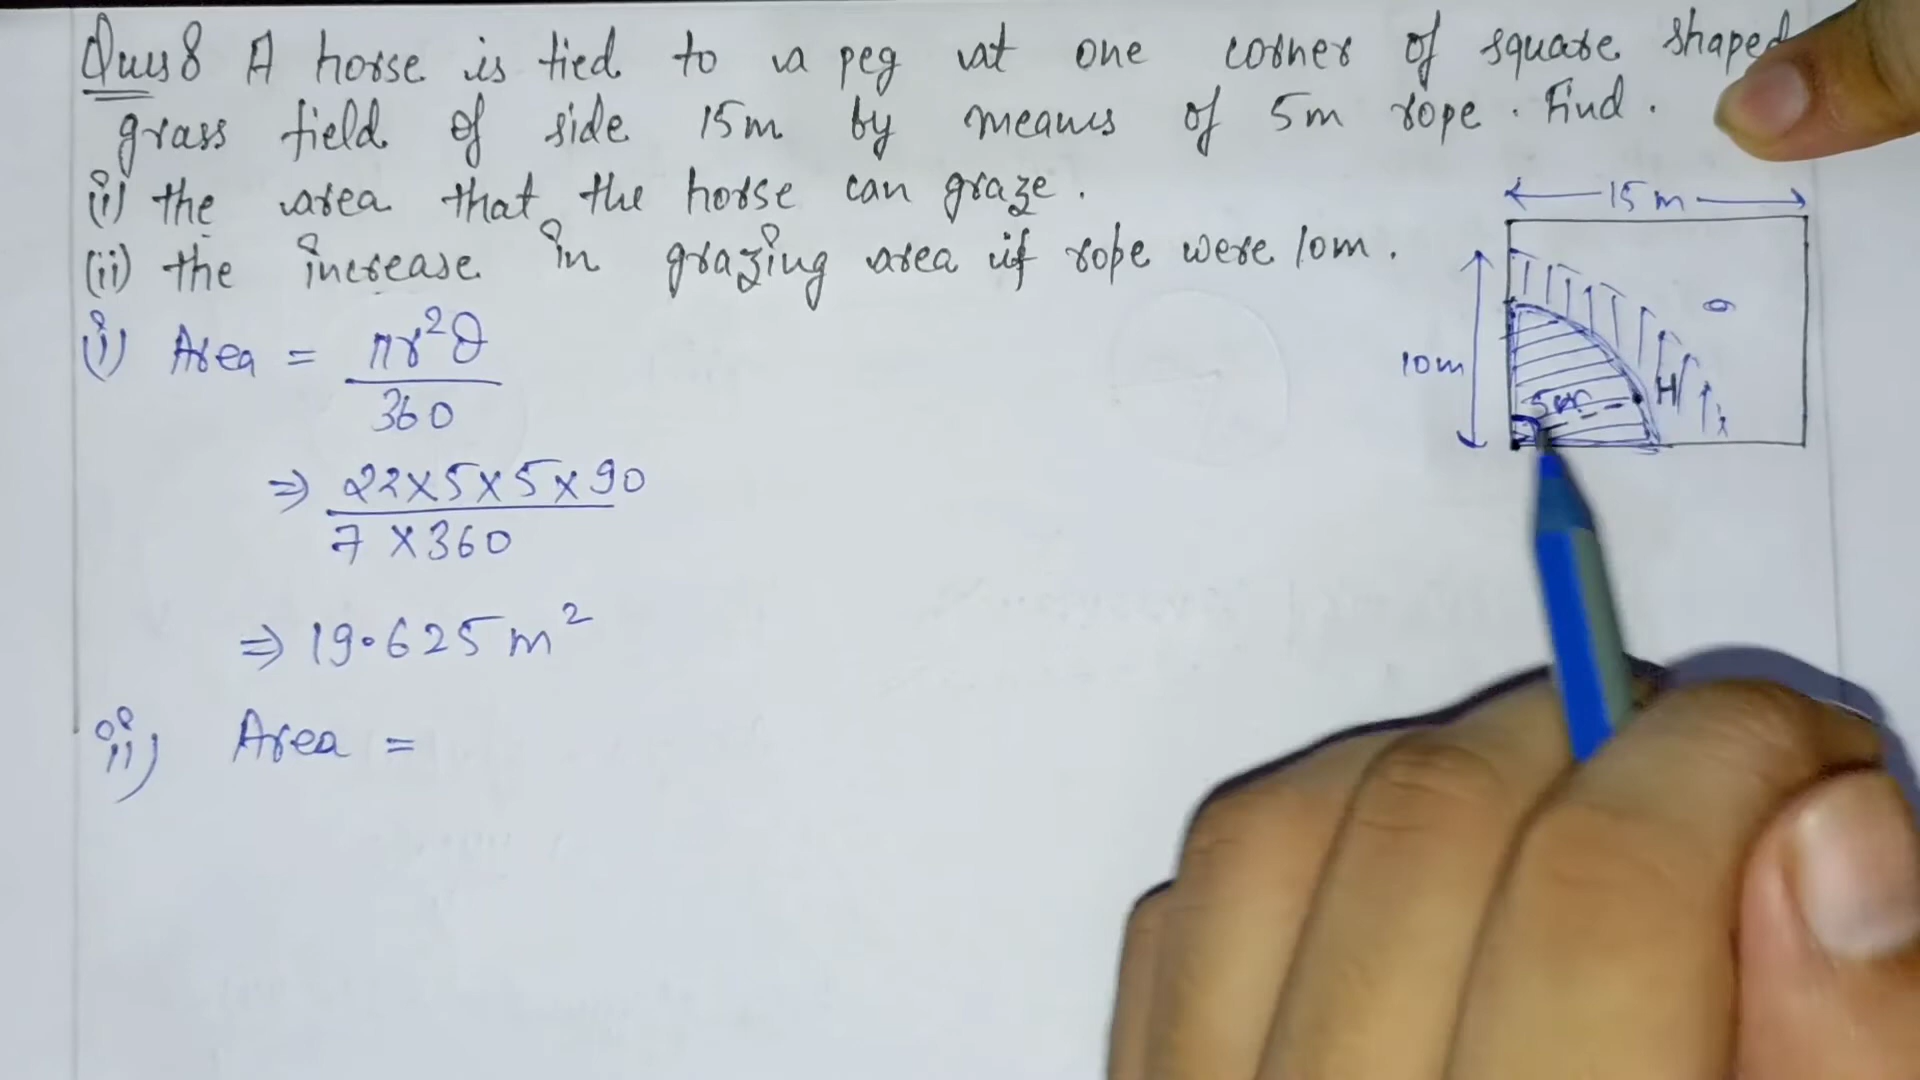 Ques 8 A horse is tied to a peg at one corner of square shaped
grass field of side 15m by means of 5m rope. Find.
(i) the area that the horse can graze.
(ii) the increase in grazing area if rope were 10m.
(i) Area = πr²θ
360
⇒ 22×5×5×90
7 ×360
⇒ 19.625 m²
ii) Area =
15 m
10m
5m
H